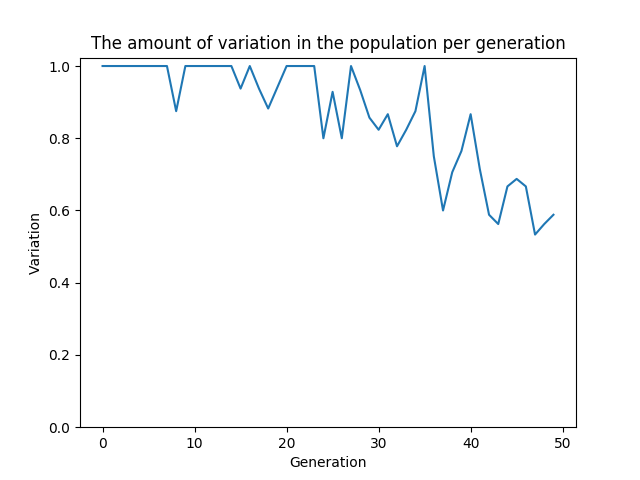 The amount of variation in the population per generation
1.0
0.8
0.6
0.4
0.2
0.0
Variation
0 10 20 30 40 50
Generation